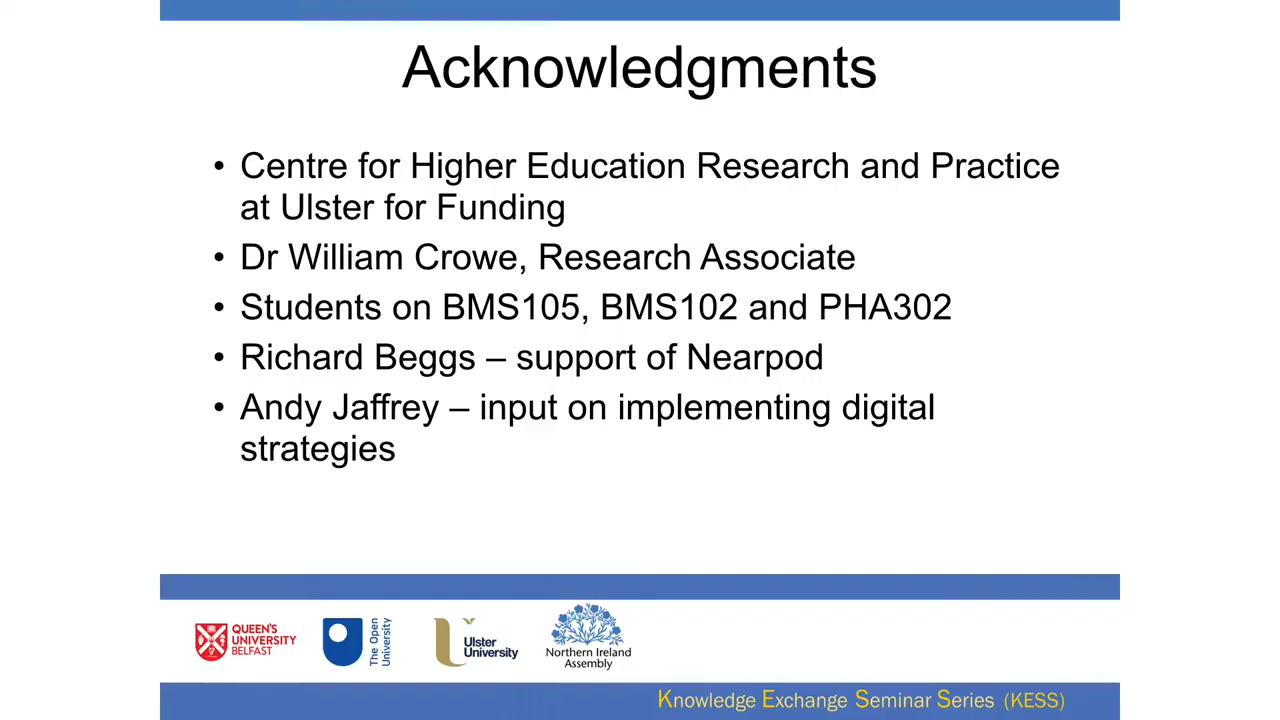 Acknowledgments
• Centre for Higher Education Research and Practice
at Ulster for Funding
• Dr William Crowe, Research Associate
• Students on BMS105, BMS102 and PHA302
• Richard Beggs – support of Nearpod
• Andy Jaffrey – input on implementing digital
strategies
QUEEN'S
UNIVERSITY
BELFAST
The Open
University
Ulster
University
Northern Ireland
Assembly
Knowledge Exchange Seminar Series (KESS)